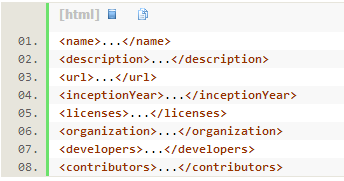 [html]
01. <name>...</name>
02. <description>...</description>
03. <url>...</url>
04. <inceptionYear>...</inceptionYear>
05. <licenses>...</licenses>
06. <organization>...</organization>
07. <developers>...</developers>
08. <contributors>...</contributors>